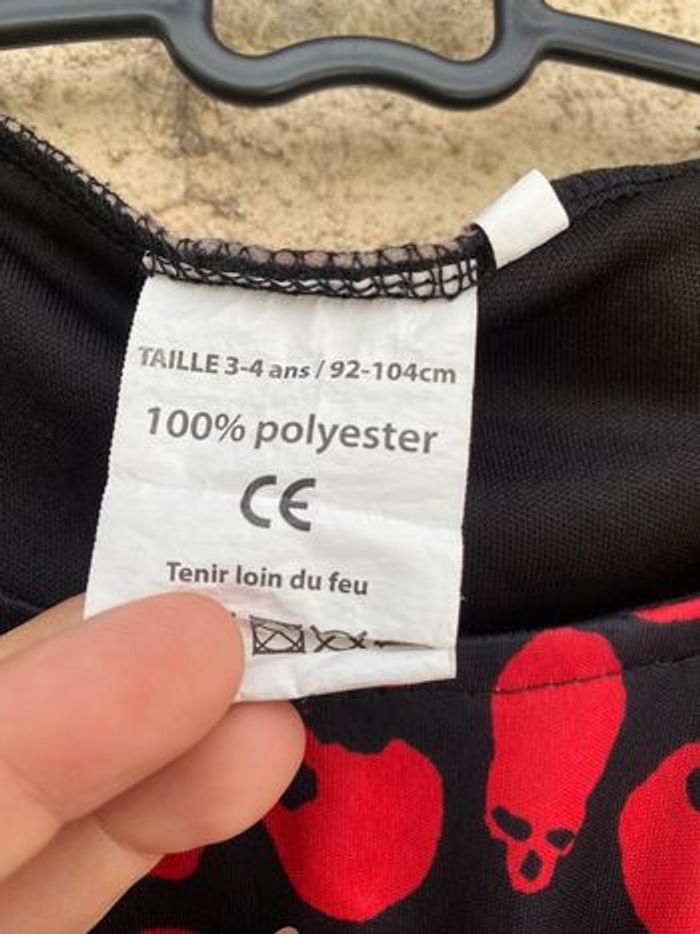 TAILLE 3-4 ans / 92-104cm
100% polyester
CE
Tenir loin du feu